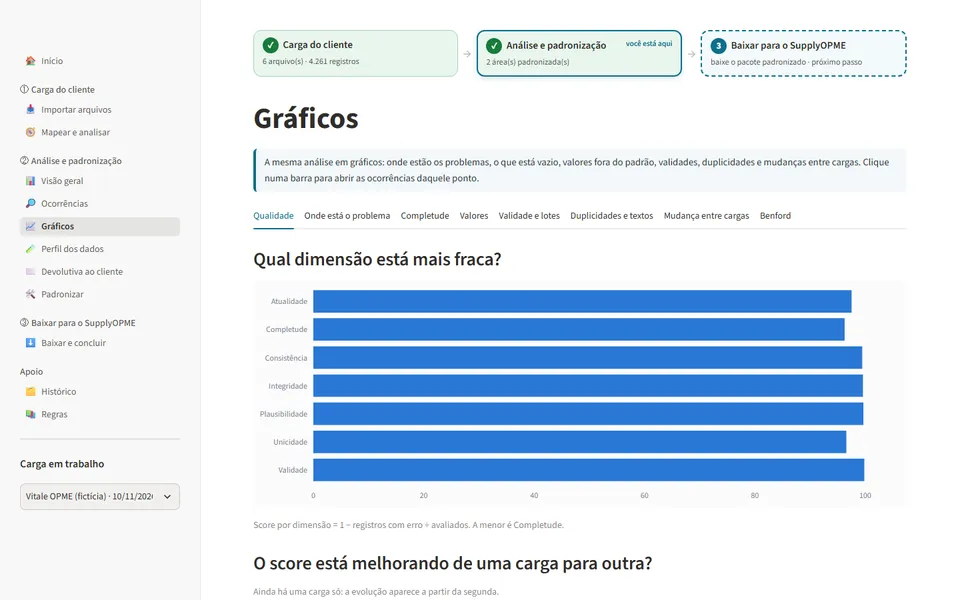 Início
① Carga do cliente
Importar arquivos
Mapear e analisar
② Análise e padronização
Visão geral
Ocorrências
Gráficos
Perfil dos dados
Devolutiva ao cliente
Padronizar
③ Baixar para o SupplyOPME
Baixar e concluir
Apoio
Histórico
Regras
Carga em trabalho
Vitale OPME (fictícia) · 10/11/202
✓ Carga do cliente
6 arquivo(s) · 4.261 registros
→
✓ Análise e padronização você está aqui
2 área(s) padronizada(s)
→
3 Baixar para o SupplyOPME
baixe o pacote padronizado · próximo passo
Gráficos
A mesma análise em gráficos: onde estão os problemas, o que está vazio, valores fora do padrão, validades, duplicidades e mudanças entre cargas. Clique
numa barra para abrir as ocorrências daquele ponto.
Qualidade Onde está o problema Completude Valores Validade e lotes Duplicidades e textos Mudança entre cargas Benford
Qual dimensão está mais fraca?
Atualidade
Completude
Consistência
Integridade
Plausibilidade
Unicidade
Validade
0 20 40 60 80 100
Score por dimensão = 1 − registros com erro ÷ avaliados. A menor é Completude.
O score está melhorando de uma carga para outra?
Ainda há uma carga só: a evolução aparece a partir da segunda.